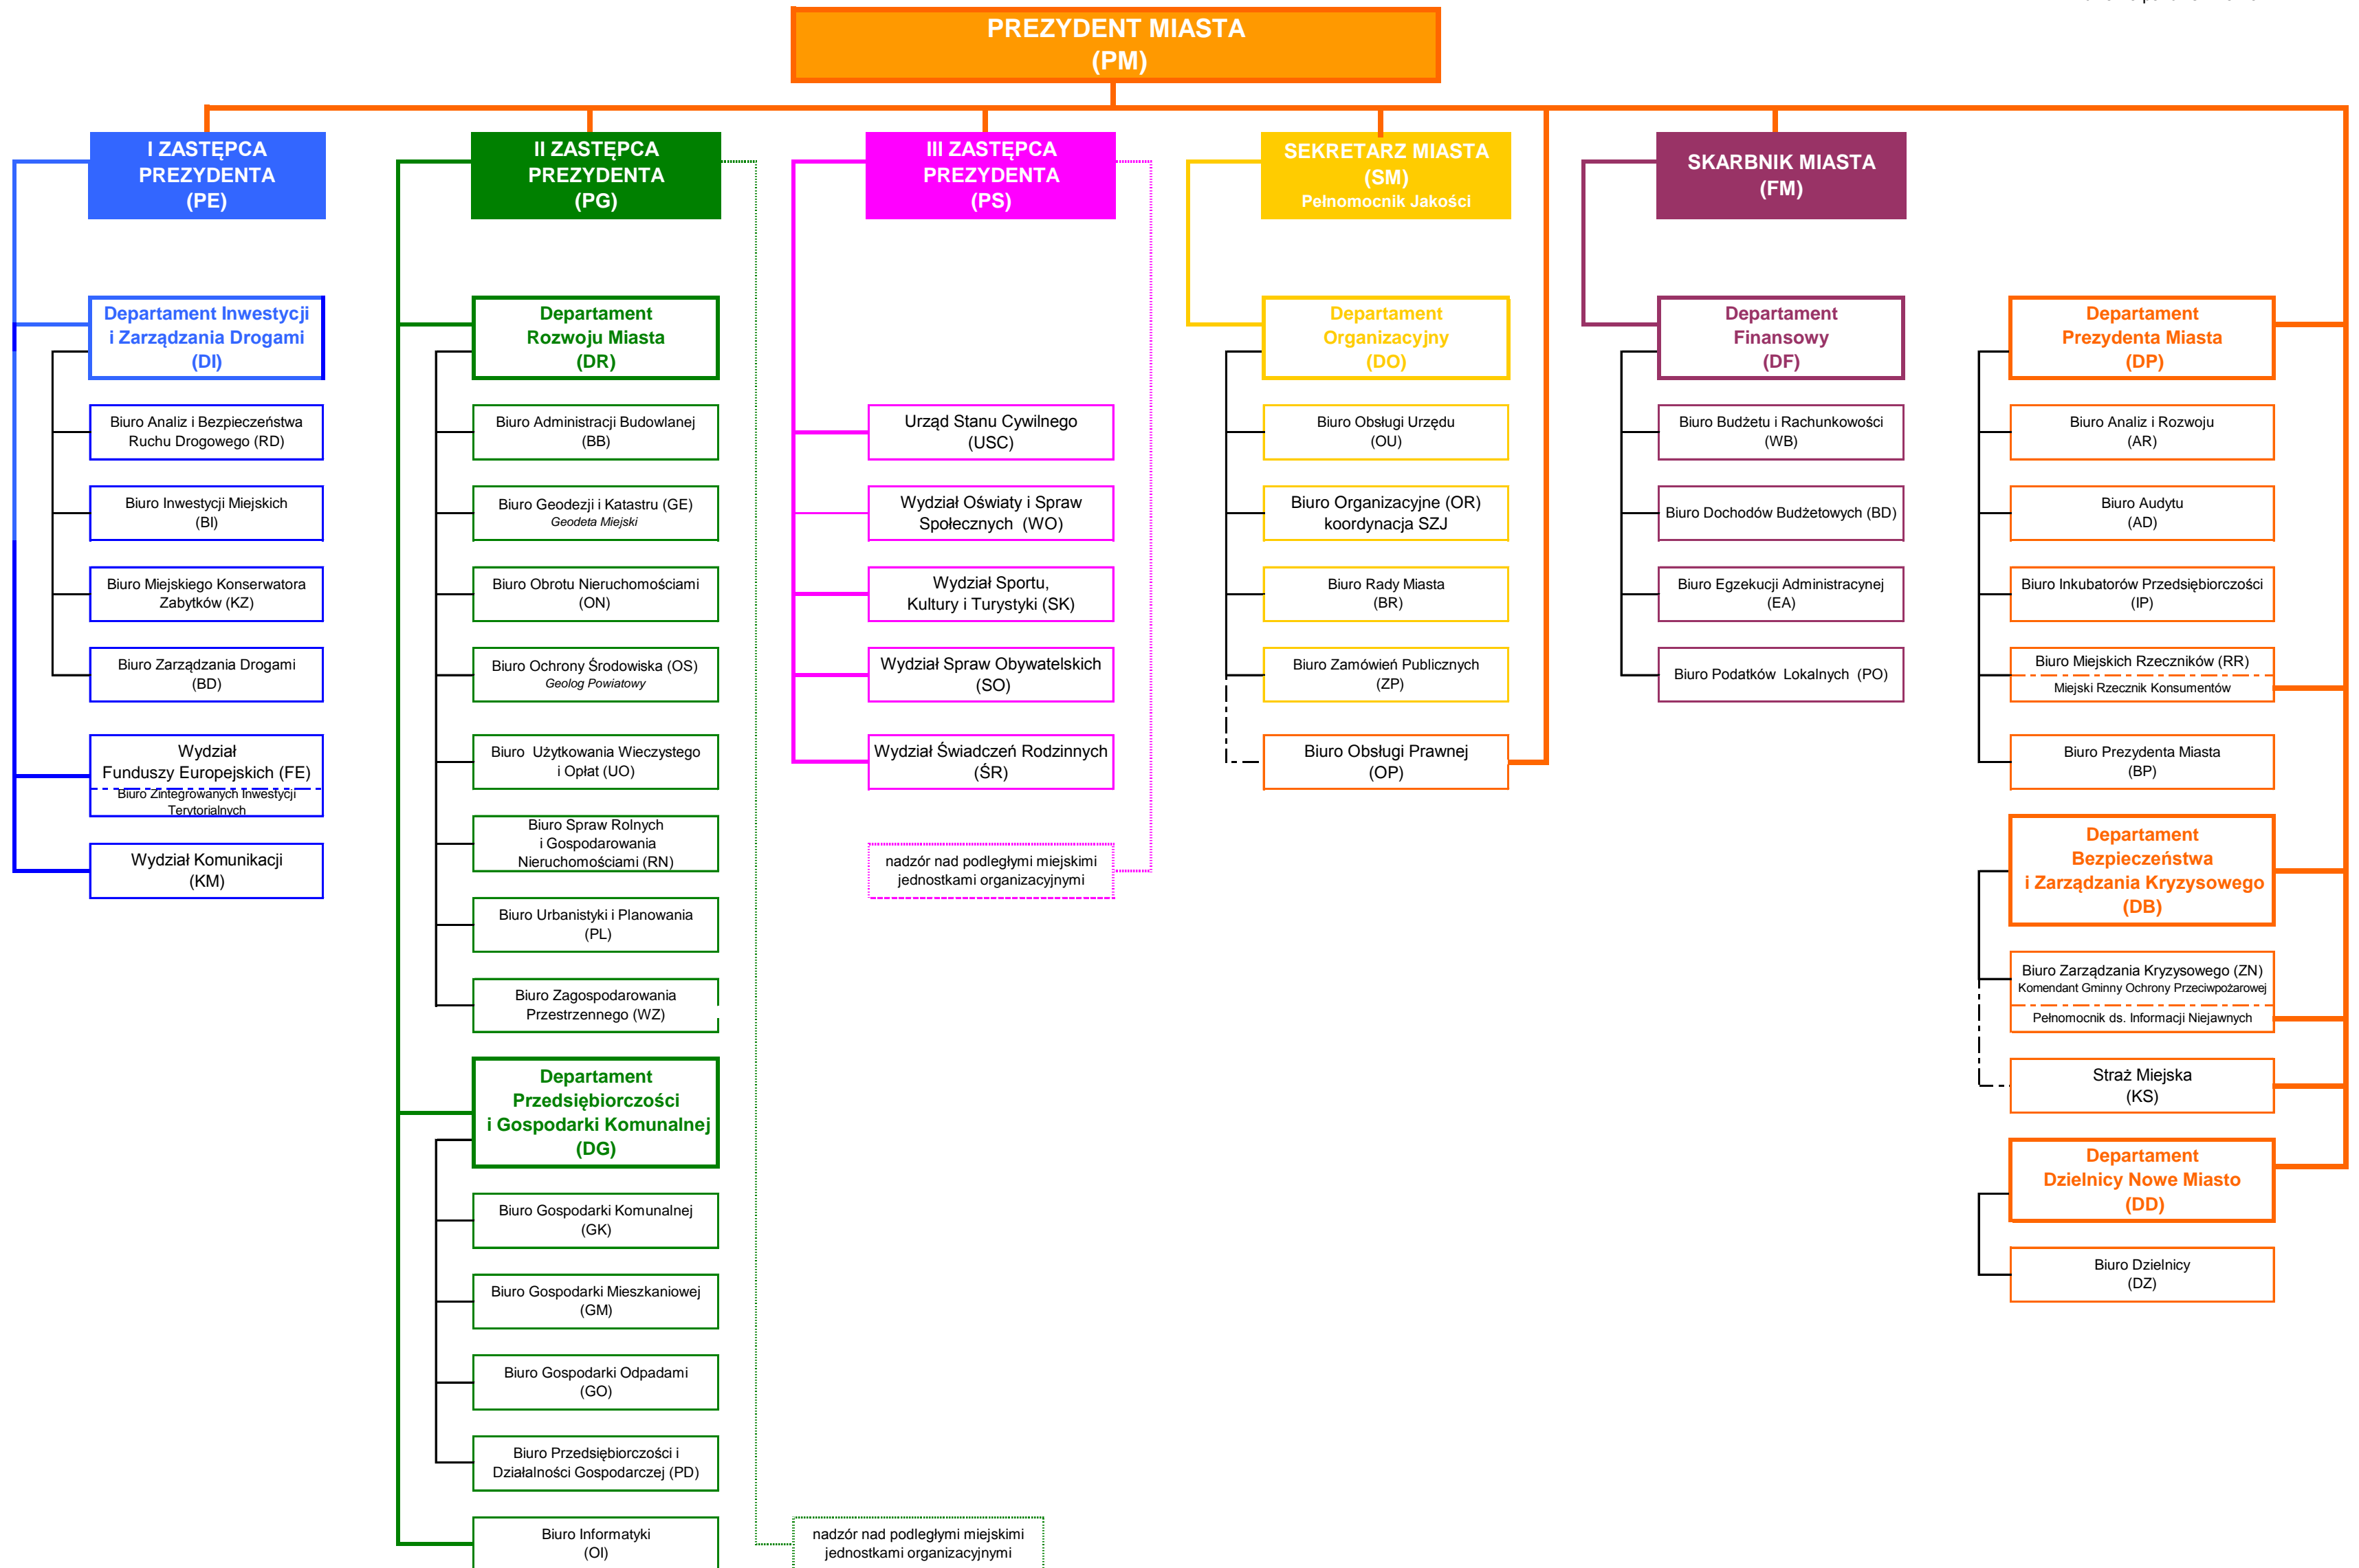 PREZYDENT MIASTA
(PM)
I ZASTĘPCA
PREZYDENTA
(PE)
II ZASTĘPCA
PREZYDENTA
(PG)
III ZASTĘPCA
PREZYDENTA
(PS)
SEKRETARZ MIASTA
(SM)
Pełnomocnik Jakości
SKARBNIK MIASTA
(FM)
Departament Inwestycji
i Zarządzania Drogami
(DI)
Biuro Analiz i Bezpieczeństwa
Ruchu Drogowego (RD)
Biuro Inwestycji Miejskich
(BI)
Biuro Miejskiego Konserwatora
Zabytków (KZ)
Biuro Zarządzania Drogami
(BD)
Wydział
Funduszy Europejskich (FE)
Biuro Zintegrowanych Inwestycji
Terytorialnych
Wydział Komunikacji
(KM)
Departament
Rozwoju Miasta
(DR)
Biuro Administracji Budowlanej
(BB)
Biuro Geodezji i Katastru (GE)
Geodeta Miejski
Biuro Obrotu Nieruchomościami
(ON)
Biuro Ochrony Środowiska (OS)
Geolog Powiatowy
Biuro Użytkowania Wieczystego
i Opłat (UO)
Biuro Spraw Rolnych
i Gospodarowania
Nieruchomościami (RN)
Biuro Urbanistyki i Planowania
(PL)
Biuro Zagospodarowania
Przestrzennego (WZ)
Departament
Przedsiębiorczości
i Gospodarki Komunalnej
(DG)
Biuro Gospodarki Komunalnej
(GK)
Biuro Gospodarki Mieszkaniowej
(GM)
Biuro Gospodarki Odpadami
(GO)
Biuro Przedsiębiorczości i
Działalności Gospodarczej (PD)
Biuro Informatyki
(OI)
nadzór nad podległymi miejskimi
jednostkami organizacyjnymi
Urząd Stanu Cywilnego
(USC)
Wydział Oświaty i Spraw
Społecznych (WO)
Wydział Sportu,
Kultury i Turystyki (SK)
Wydział Spraw Obywatelskich
(SO)
Wydział Świadczeń Rodzinnych
(ŚR)
nadzór nad podległymi miejskimi
jednostkami organizacyjnymi
Departament
Organizacyjny
(DO)
Biuro Obsługi Urzędu
(OU)
Biuro Organizacyjne (OR)
koordynacja SZJ
Biuro Rady Miasta
(BR)
Biuro Zamówień Publicznych
(ZP)
Biuro Obsługi Prawnej
(OP)
Departament
Finansowy
(DF)
Biuro Budżetu i Rachunkowości
(WB)
Biuro Dochodów Budżetowych (BD)
Biuro Egzekucji Administracynej
(EA)
Biuro Podatków Lokalnych (PO)
Departament
Prezydenta Miasta
(DP)
Biuro Analiz i Rozwoju
(AR)
Biuro Audytu
(AD)
Biuro Inkubatorów Przedsiębiorczości
(IP)
Biuro Miejskich Rzeczników (RR)
Miejski Rzecznik Konsumentów
Biuro Prezydenta Miasta
(BP)
Departament
Bezpieczeństwa
i Zarządzania Kryzysowego
(DB)
Biuro Zarządzania Kryzysowego (ZN)
Komendant Gminny Ochrony Przeciwpożarowej
Pełnomocnik ds. Informacji Niejawnych
Straż Miejska
(KS)
Departament
Dzielnicy Nowe Miasto
(DD)
Biuro Dzielnicy
(DZ)